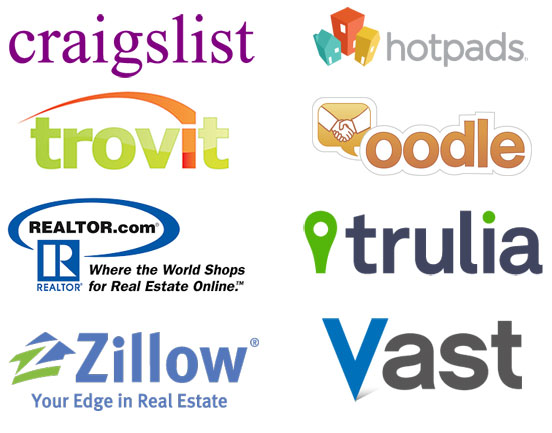 craigslist
hotpads®
trovit
oodle
REALTOR.com®
R
REALTOR®
Where the World Shops
for Real Estate Online.™
trulia
Zillow®
Your Edge in Real Estate
Vast